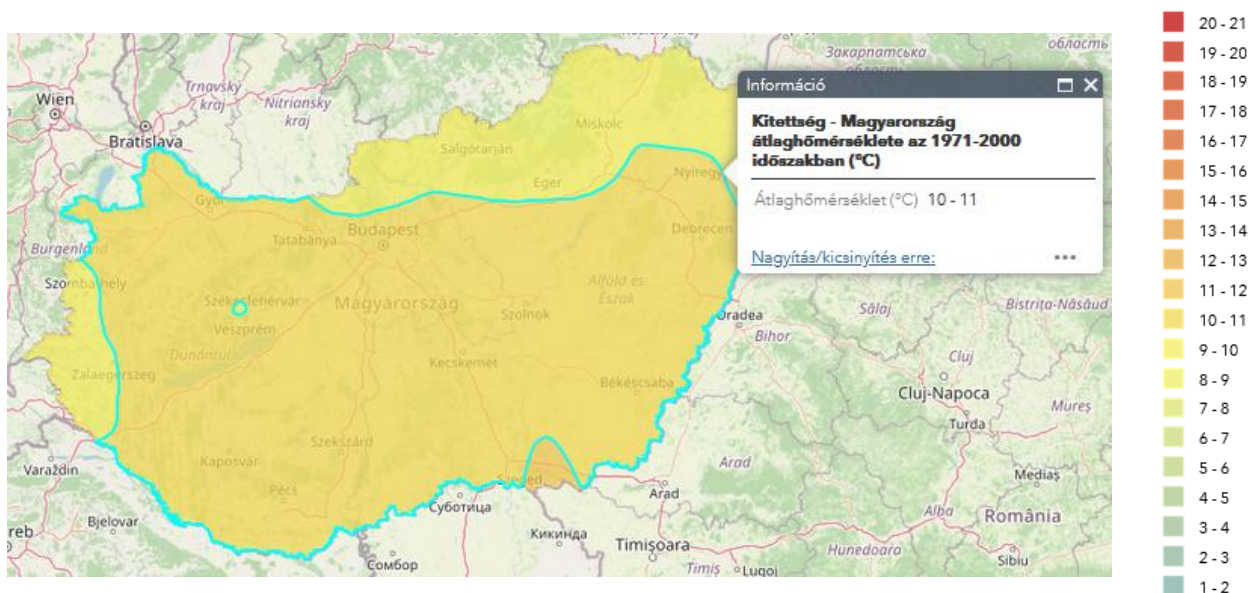 Закарпатська
область
область
Trnavský
kraj
Nitriansky
kraj
Wien
Bratislava
Miskolc
Salgótarján
Eger
Győr
Tatabánya
Budapest
Debrecen
Burgenland
Szombathely
Székesfehérvár
Veszprém
Magyarország
Alföld és
Észak
Szolnok
Dunántúl
Zalaegerszeg
Kecskemét
Békéscsaba
Szekszárd
Kaposvár
Pécs
Varaždin
Bjelovar
reb
Суботица
Сомбор
Кикинда
Timișoara
Timiș
Lugoj
Arad
Arad
Oradea
Bihor
Sălaj
Bistrița-Năsăud
Cluj
Cluj-Napoca
Turda
Mureș
Mediaș
Alba
România
Hunedoara
Sibiu
Információ
Kitettség - Magyarország
átlaghőmérséklete az 1971-2000
időszakban (°C)
Átlaghőmérséklet (°C) 10 - 11
Nagyítás/kicsinyítés erre:
20 - 21
19 - 20
18 - 19
17 - 18
16 - 17
15 - 16
14 - 15
13 - 14
12 - 13
11 - 12
10 - 11
9 - 10
8 - 9
7 - 8
6 - 7
5 - 6
4 - 5
3 - 4
2 - 3
1 - 2